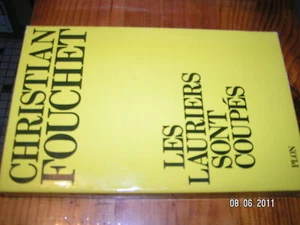 CHRISTIAN
FOUCHET
LES
LAURIERS
SONT
COUPÉS
PLON
08.06.2011